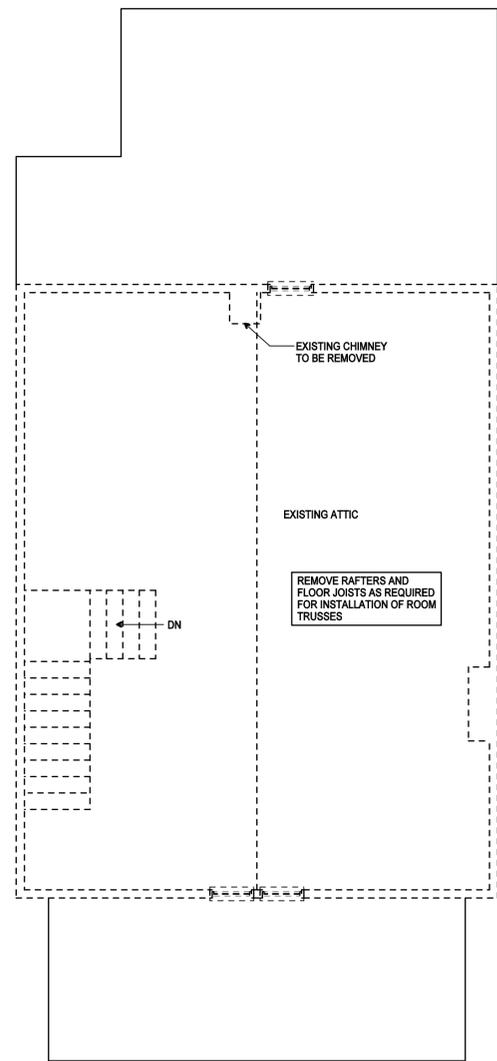 EXISTING CHIMNEY
TO BE REMOVED
EXISTING ATTIC
REMOVE RAFTERS AND
FLOOR JOISTS AS REQUIRED
FOR INSTALLATION OF ROOM
TRUSSES
DN